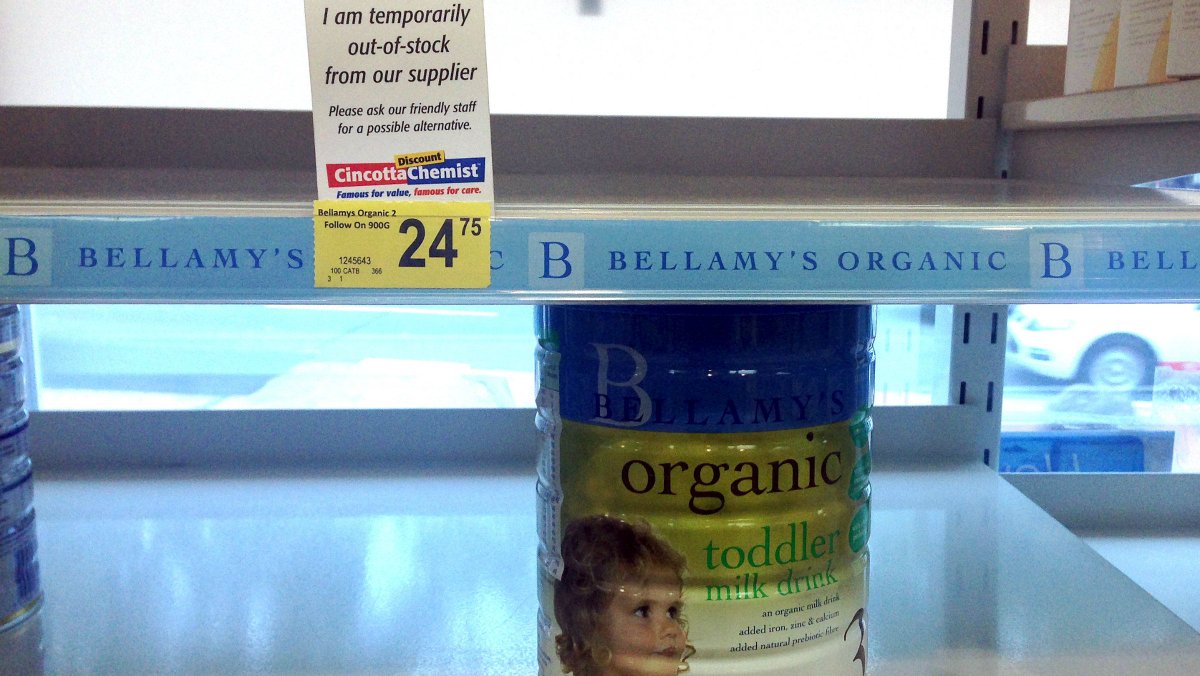 I am temporarily
out-of-stock
from our supplier
Please ask our friendly staff
for a possible alternative.
Discount
CincottaChemist
Famous for value, famous for care.
Bellamys Organic 2
Follow On 900G
24 75
1245643
100 CATB 366
3 1
B BELLAMY'S C B BELLAMY'S ORGANIC B BELL
B
BELLAMY'S
organic
toddler
milk drink
an organic milk drink
added iron, zinc & calcium
added natural prebiotic fibre
3